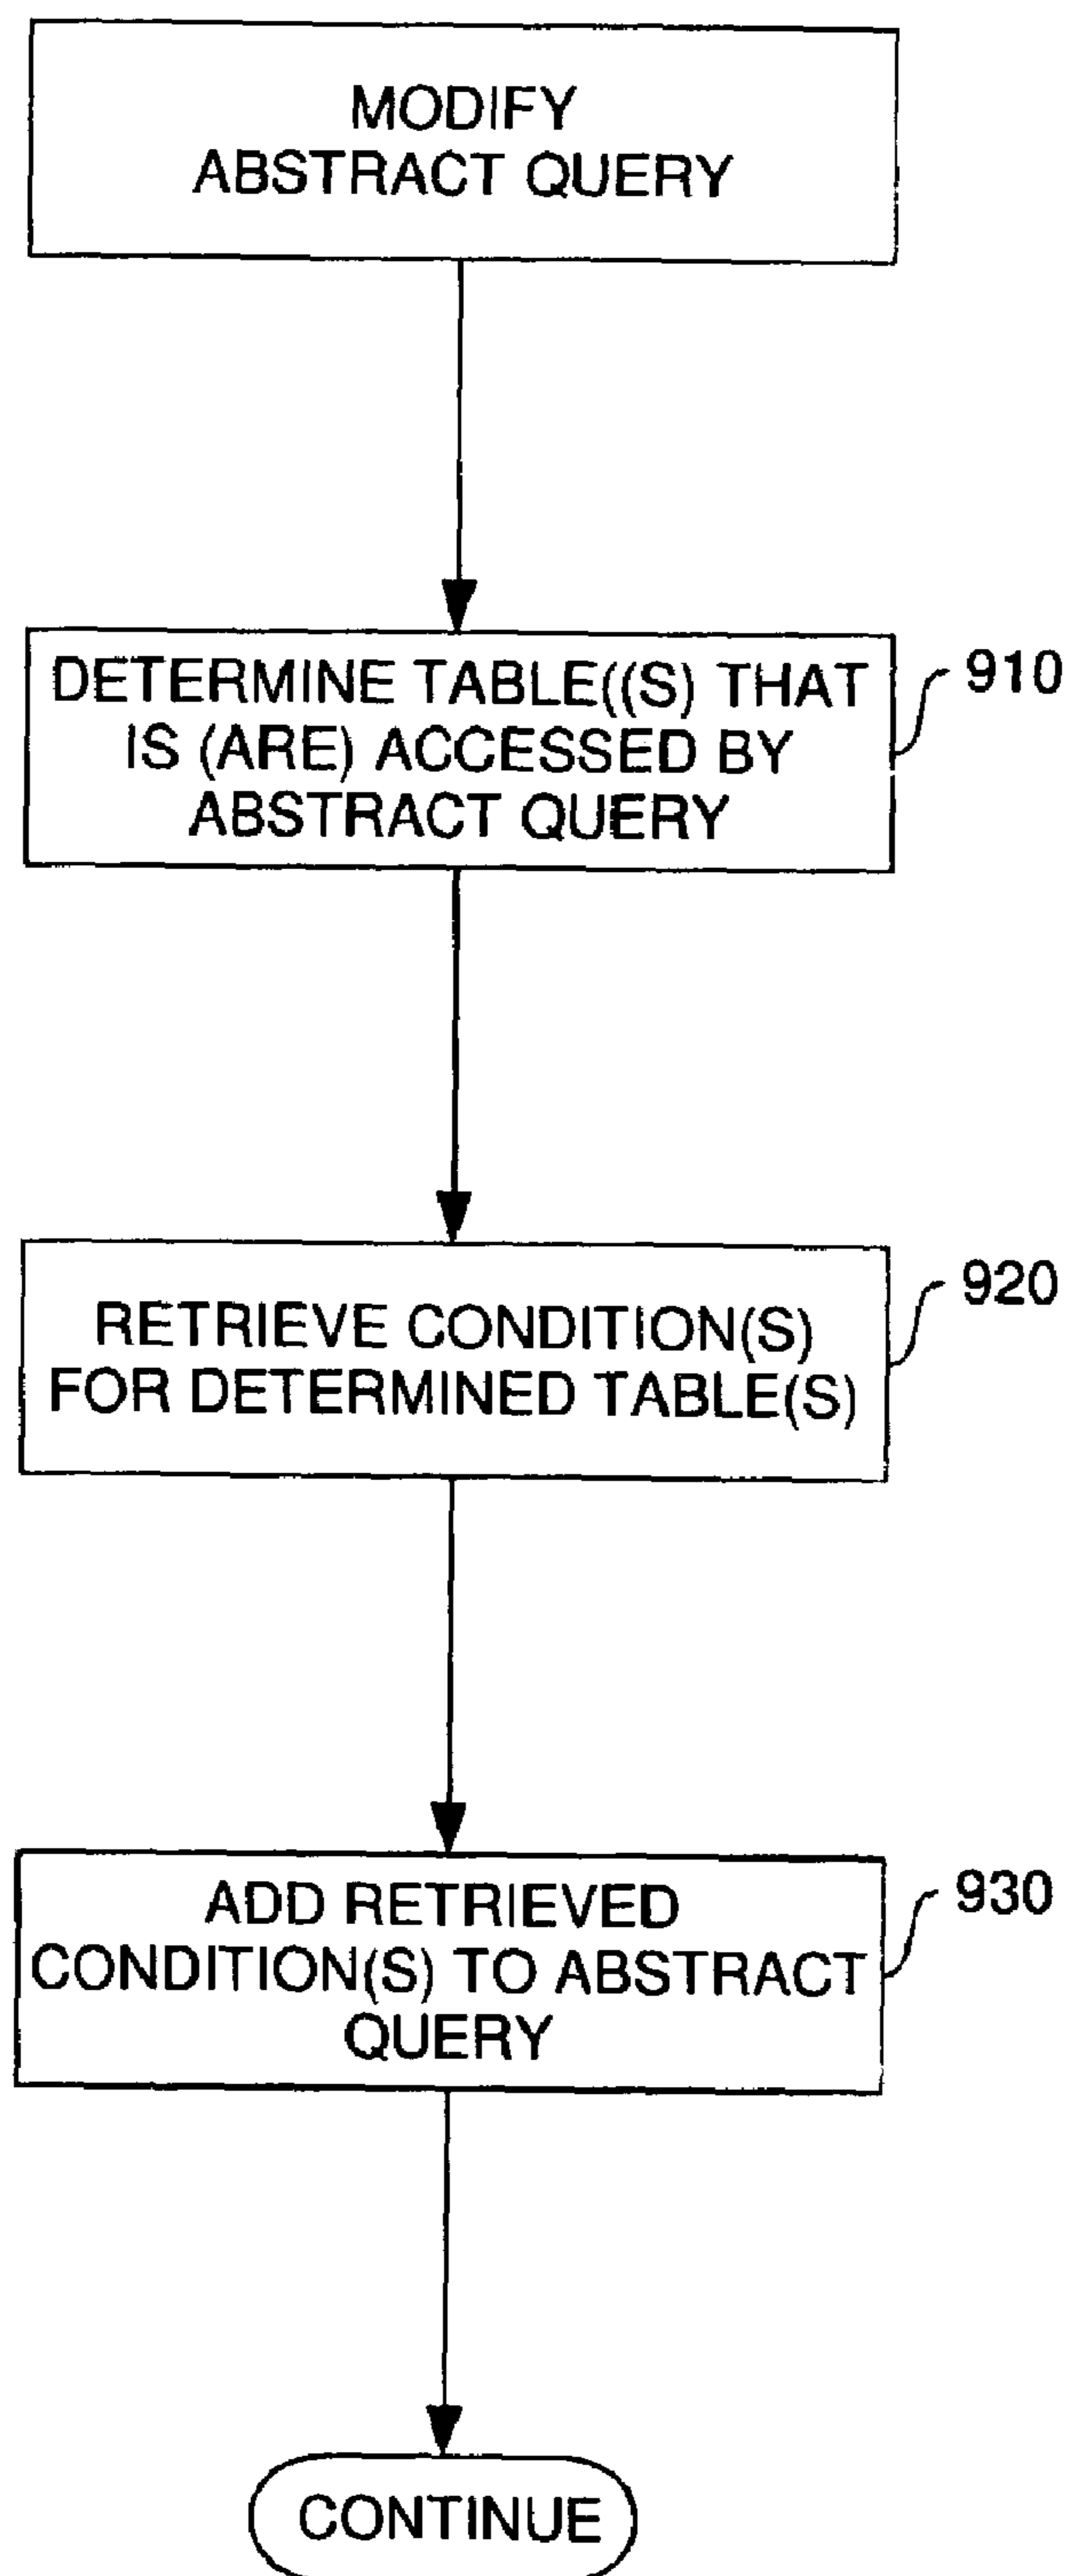 MODIFY
ABSTRACT QUERY
DETERMINE TABLE((S) THAT
IS (ARE) ACCESSED BY
ABSTRACT QUERY
910
RETRIEVE CONDITION(S)
FOR DETERMINED TABLE(S)
920
ADD RETRIEVED
CONDITION(S) TO ABSTRACT
QUERY
930
CONTINUE